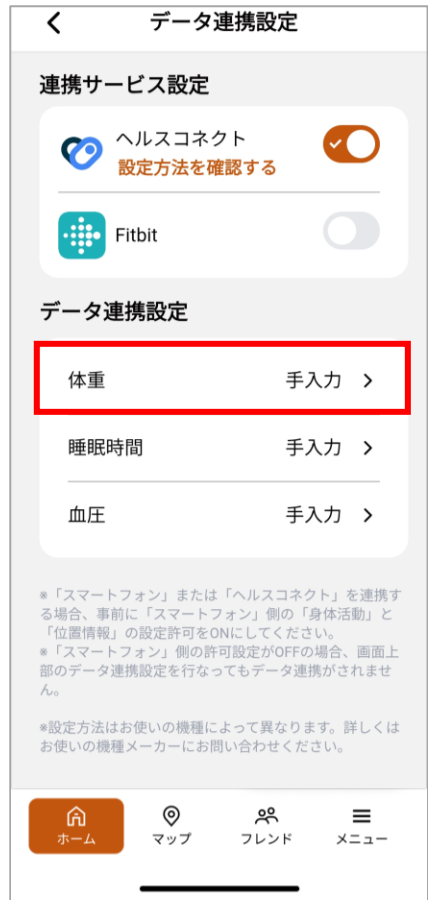 データ連携設定
連携サービス設定
ヘルスコネクト
設定方法を確認する
Fitbit
データ連携設定
体重 手入力
睡眠時間 手入力
血圧 手入力
※「スマートフォン」または「ヘルスコネクト」を連携す
る場合、事前に「スマートフォン」側の「身体活動」と
「位置情報」の設定許可をONにしてください。
※「スマートフォン」側の許可設定がOFFの場合、画面上
部のデータ連携設定を行なってもデータ連携がされませ
ん。
※設定方法はお使いの機種によって異なります。詳しくは
お使いの機種メーカーにお問い合わせください。
ホーム マップ フレンド メニュー